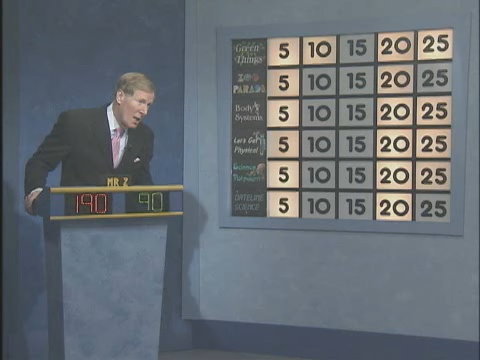 Green Things 5 10 15 20 25
ZOO PARADE 5 10 15 20 25
Body Systems 5 10 15 20 25
Let's Get Physical 5 10 15 20 25
Science 5 10 15 20 25
DATELINE SCIENCE 5 10 15 20 25
MR Z
190 90